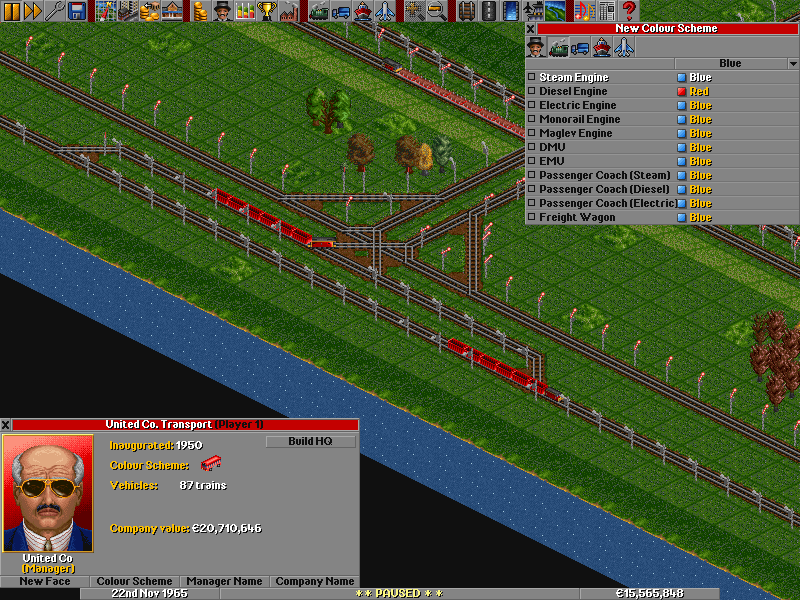 New Colour Scheme
Blue
Steam Engine Blue
Diesel Engine Red
Electric Engine Blue
Monorail Engine Blue
Maglev Engine Blue
DMU Blue
EMU Blue
Passenger Coach (Steam) Blue
Passenger Coach (Diesel) Blue
Passenger Coach (Electric) Blue
Freight Wagon Blue
United Co. Transport (Player 1)
Inaugurated: 1950
Build HQ
Colour Scheme:
Vehicles: 87 trains
Company value: €20,710,646
United Co
(Manager)
New Face Colour Scheme Manager Name Company Name
22nd Nov 1965 * * PAUSED * * €15,565,848